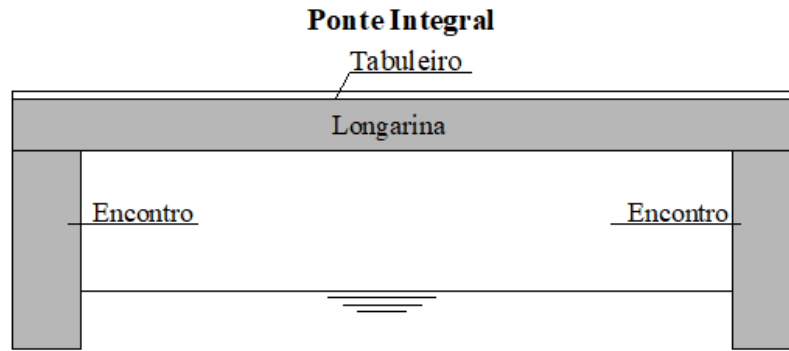 Ponte Integral
Tabuleiro
Longarina
Encontro
Encontro